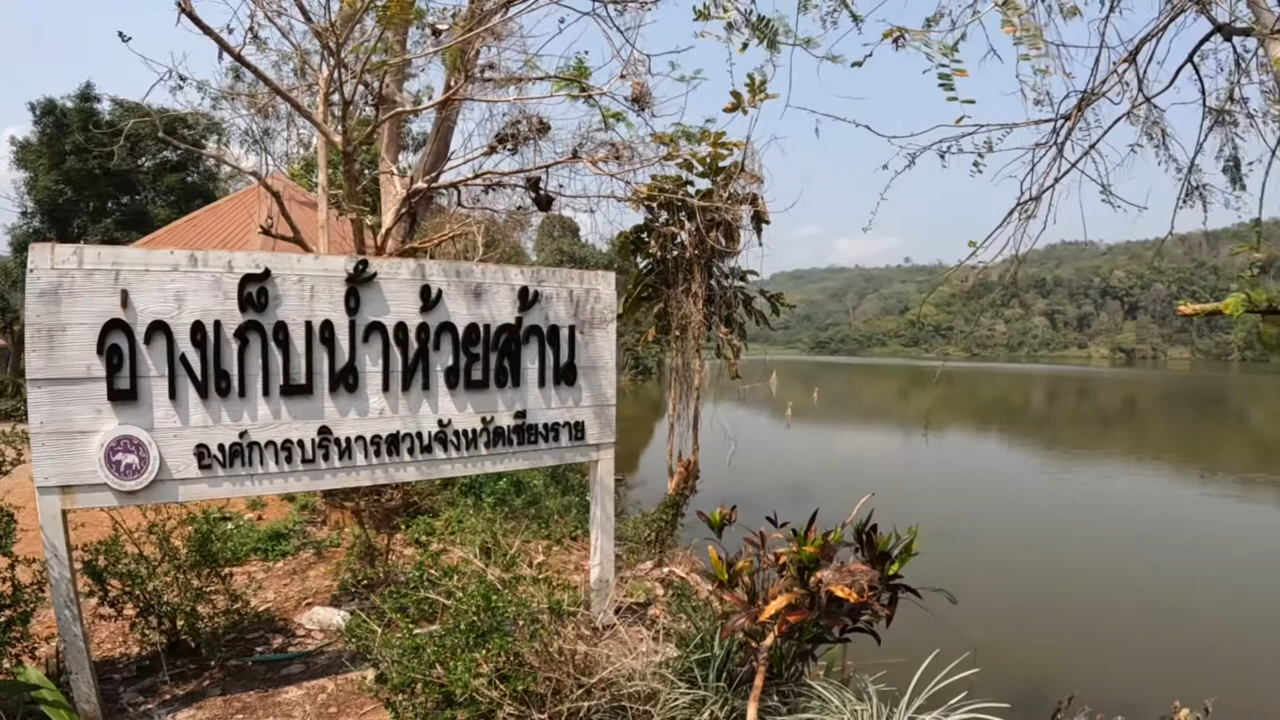 อ่างเก็บน้ำห้วยส้าน
องค์การบริหารสวนจังหวัดเชียงราย